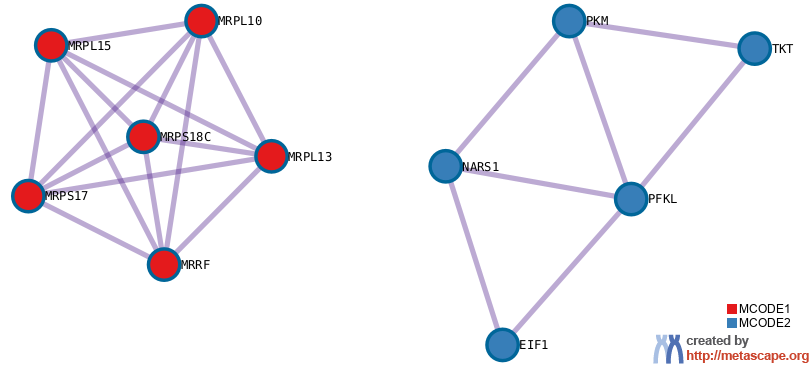 MRPL10
MRPL15
MRPS18C
MRPL13
MRPS17
MRRF
PKM
TKT
NARS1
PFKL
EIF1
MCODE1
MCODE2
created by
http://metascape.org